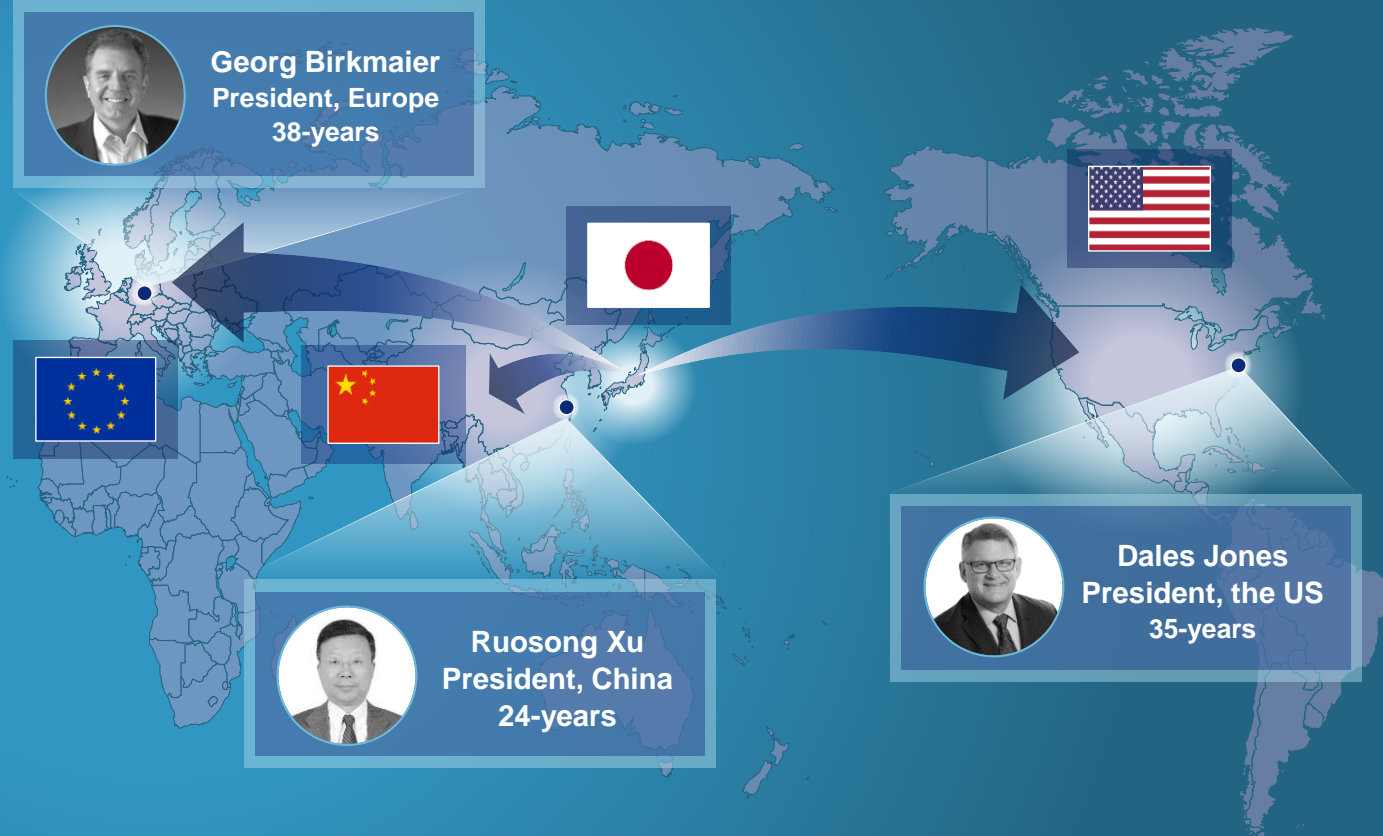 Georg Birkmaier
President, Europe
38-years
Ruosong Xu
President, China
24-years
Dales Jones
President, the US
35-years